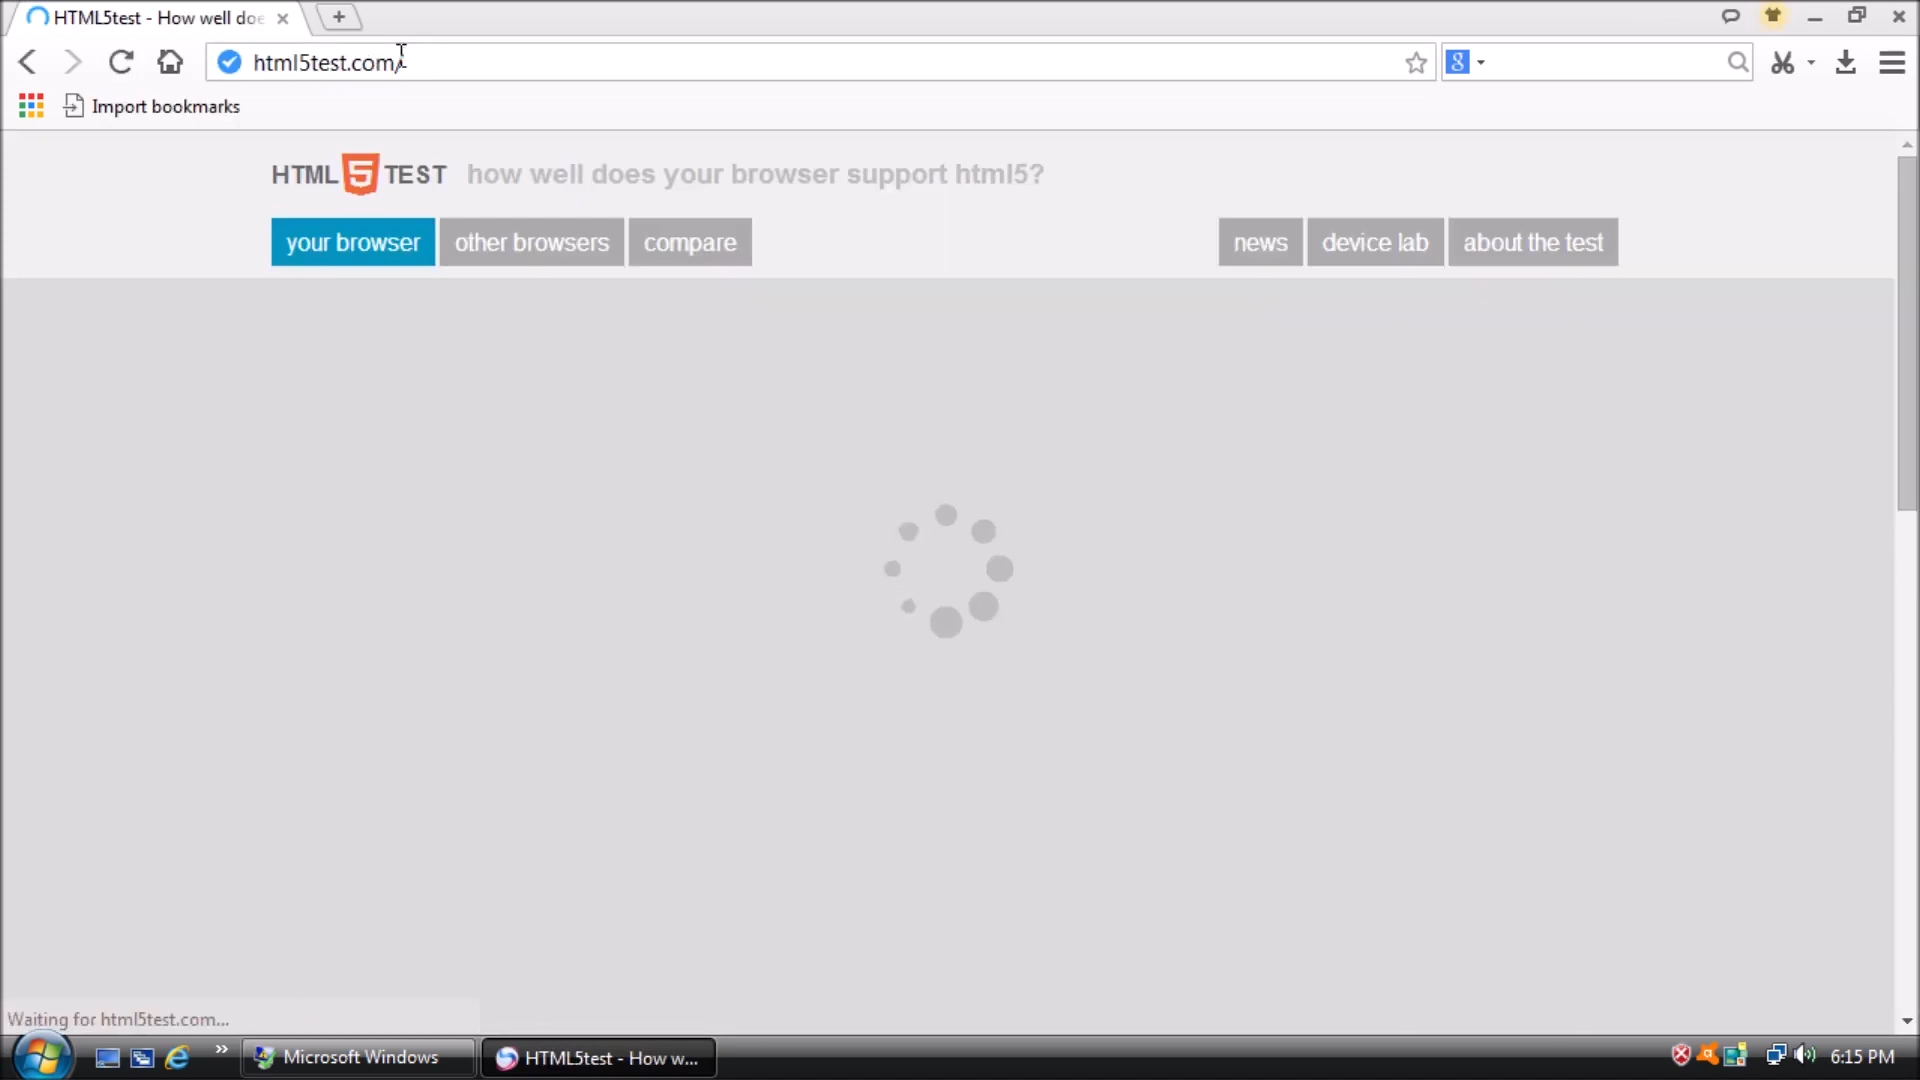 HTML5test - How well doe
html5test.com/
8
Import bookmarks
HTML 5 TEST how well does your browser support html5?
your browser other browsers compare news device lab about the test
Waiting for html5test.com...
Microsoft Windows HTML5test - How w... 6:15 PM